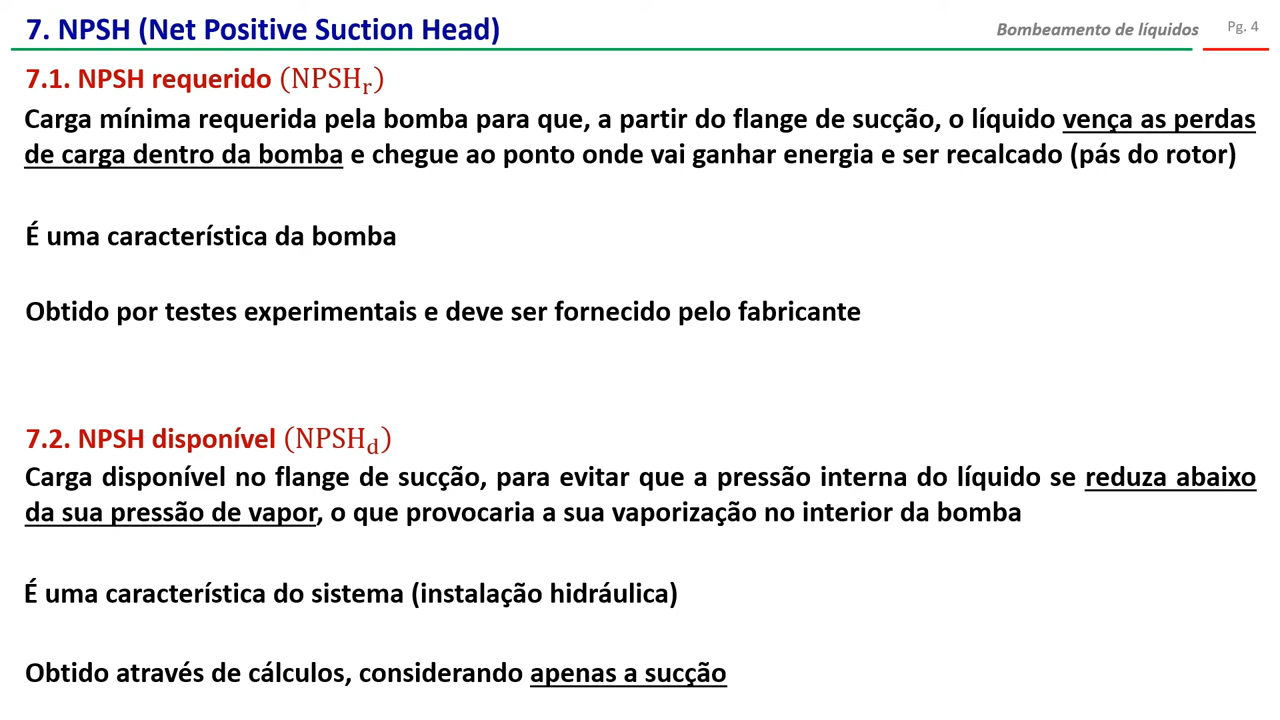 7. NPSH (Net Positive Suction Head)
Bombeamento de líquidos
Pg. 4
7.1. NPSH requerido (NPSHr)
Carga mínima requerida pela bomba para que, a partir do flange de sucção, o líquido vença as perdas
de carga dentro da bomba e chegue ao ponto onde vai ganhar energia e ser recalcado (pás do rotor)
É uma característica da bomba
Obtido por testes experimentais e deve ser fornecido pelo fabricante
7.2. NPSH disponível (NPSHd)
Carga disponível no flange de sucção, para evitar que a pressão interna do líquido se reduza abaixo
da sua pressão de vapor, o que provocaria a sua vaporização no interior da bomba
É uma característica do sistema (instalação hidráulica)
Obtido através de cálculos, considerando apenas a sucção